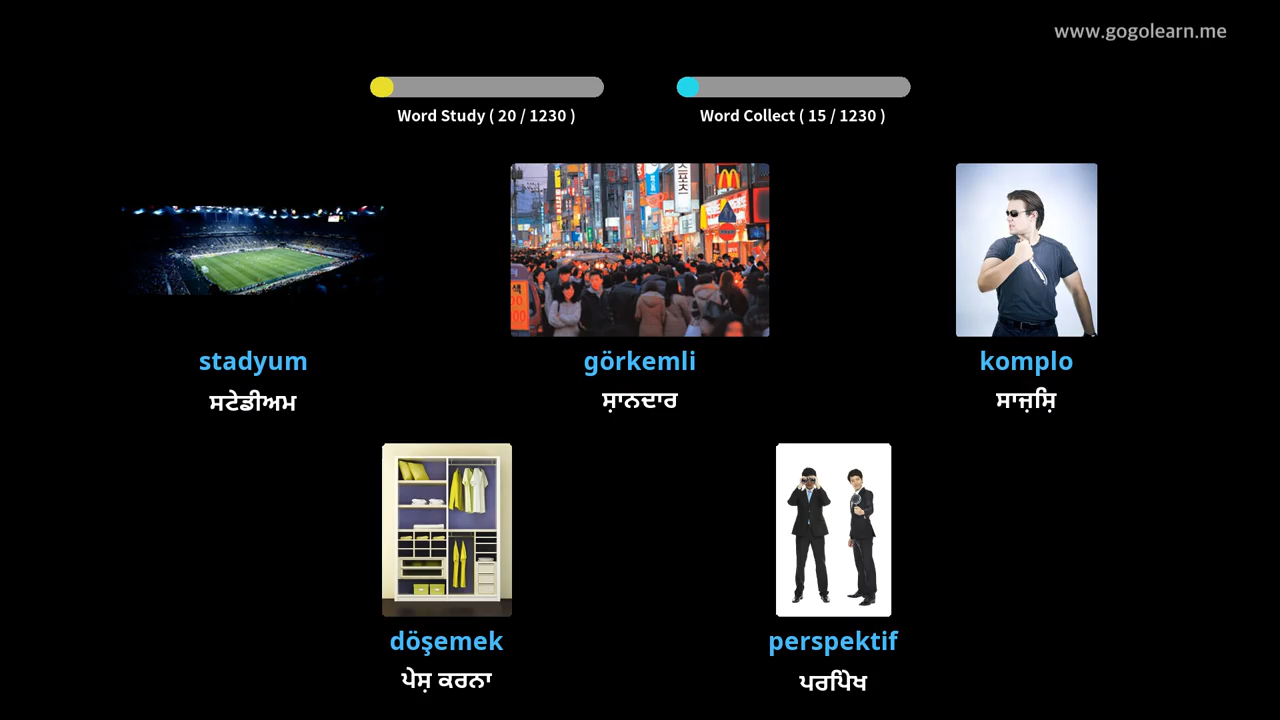 www.gogolearn.me
Word Study ( 20 / 1230 )
Word Collect ( 15 / 1230 )
stadyum
görkemli
komplo
ਸਟੇਡੀਅਮ
ਸ਼ਾਨਦਾਰ
ਸਾਜ਼ਸ਼ਿ
döşemek
perspektif
ਪੇਸ਼ ਕਰਨਾ
ਪਰਪਿੇਖ